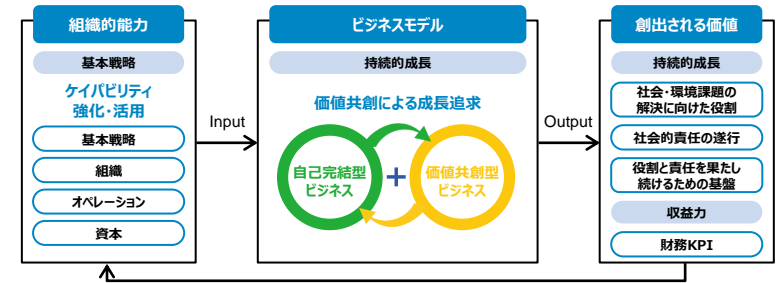 組織的能力
基本戦略
ケイパビリティ
強化・活用
基本戦略
組織
オペレーション
資本
Input
ビジネスモデル
持続的成長
価値共創による成長追求
自己完結型
ビジネス
+
価値共創型
ビジネス
Output
創出される価値
持続的成長
社会・環境課題の
解決に向けた役割
社会的責任の遂行
役割と責任を果たし
続けるための基盤
収益力
財務KPI